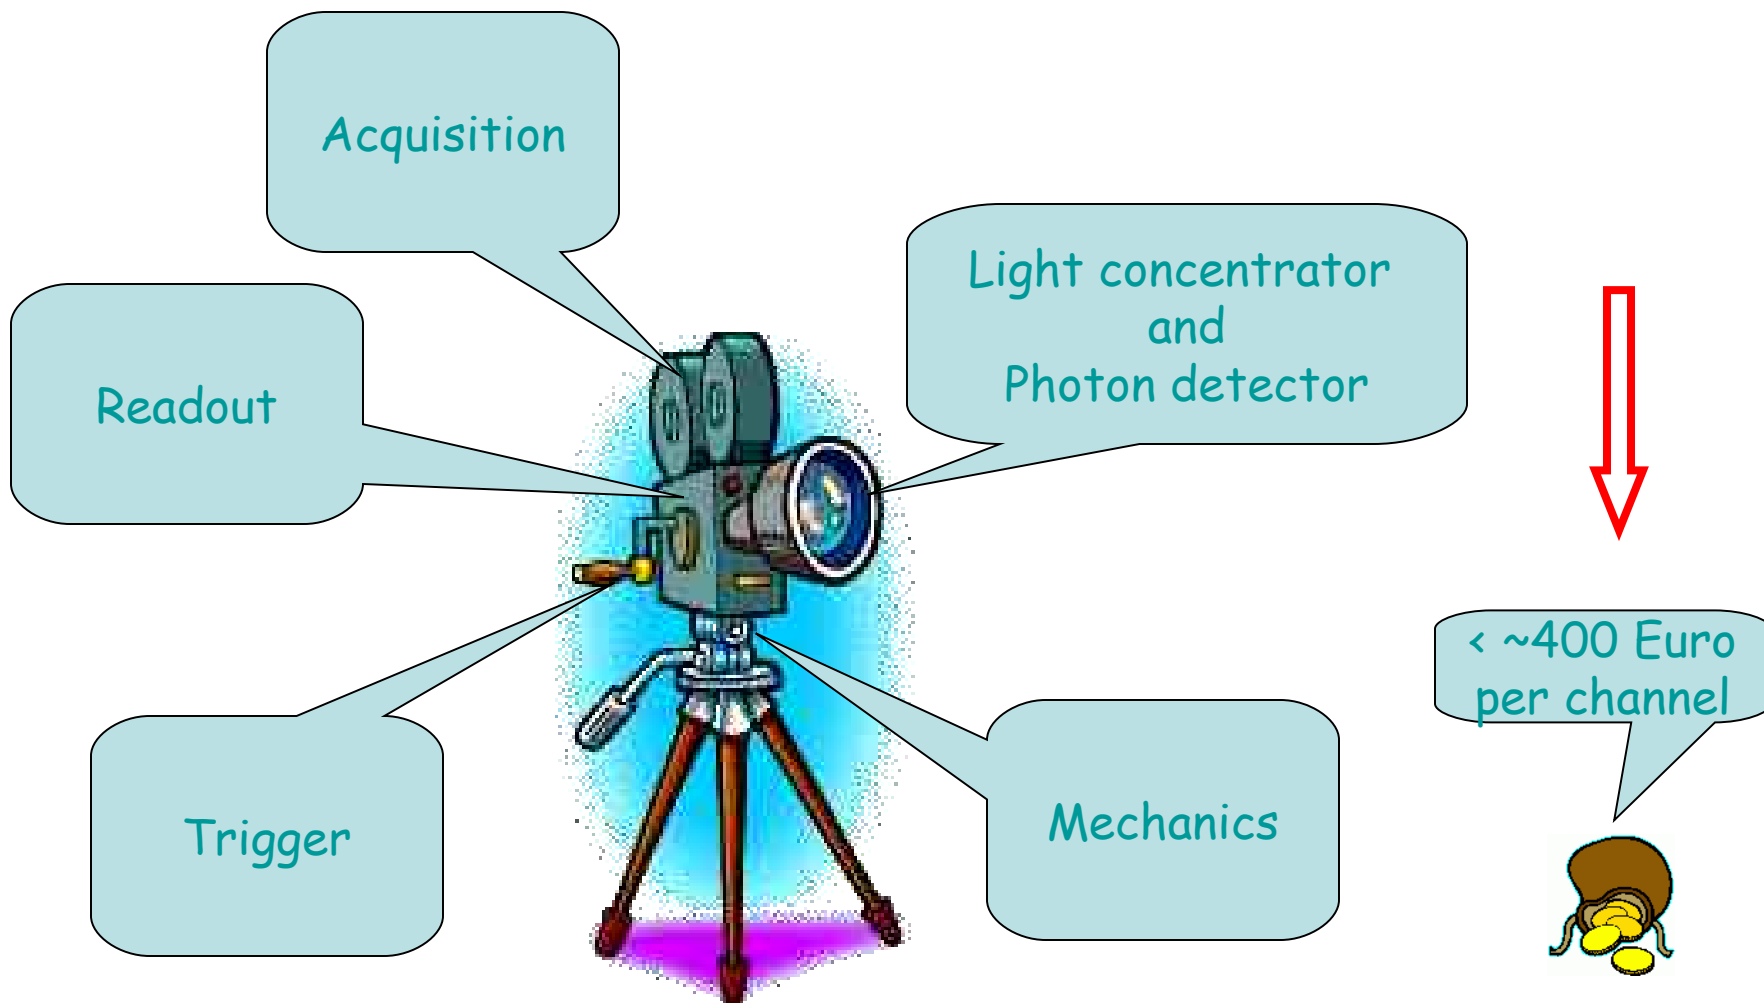 Acquisition
Light concentrator
and
Photon detector
Readout
< ~400 Euro
per channel
Trigger
Mechanics